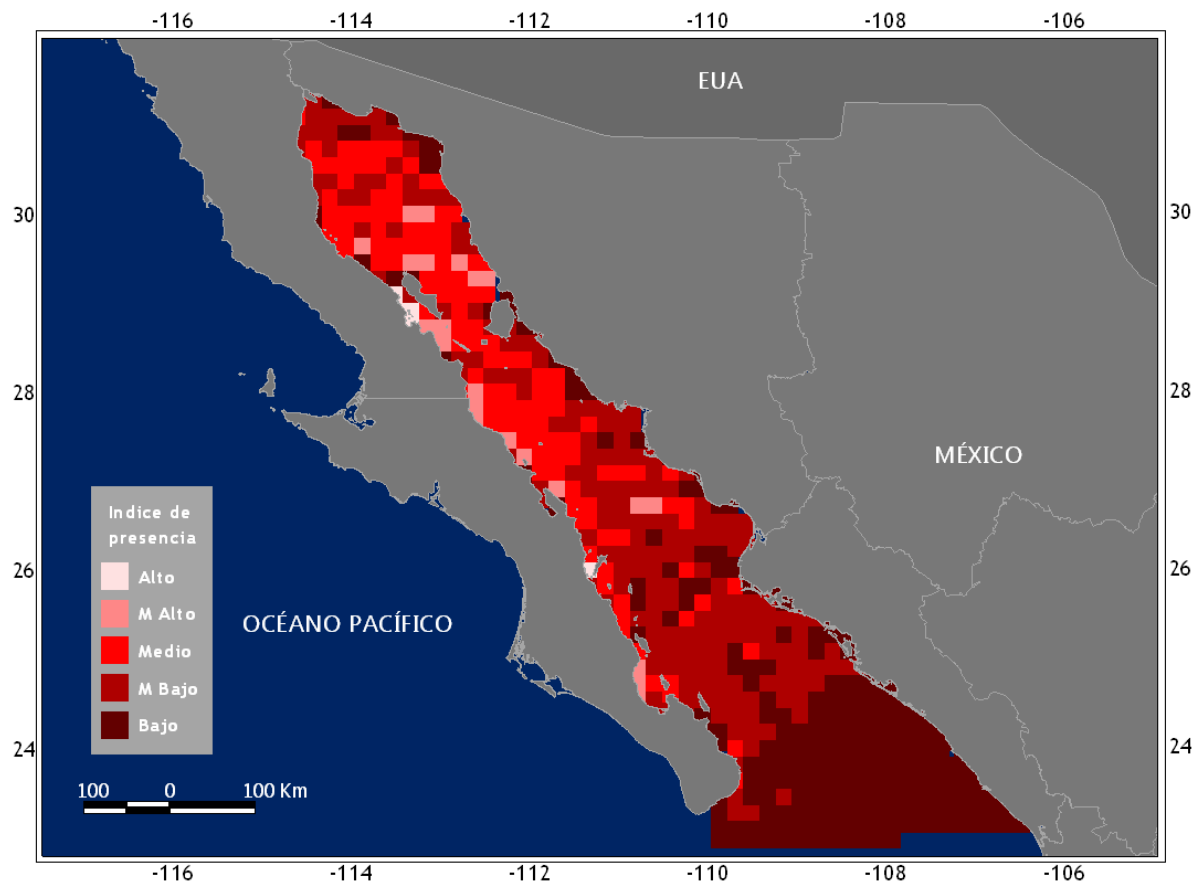 -116 -114 -112 -110 -108 -106
EUA
30 30
28 28
MÉXICO
Indice de
presencia
Alto
26 26
M Alto
OCÉANO PACÍFICO
Medio
M Bajo
Bajo
24 24
100 0 100 Km
-116 -114 -112 -110 -108 -106